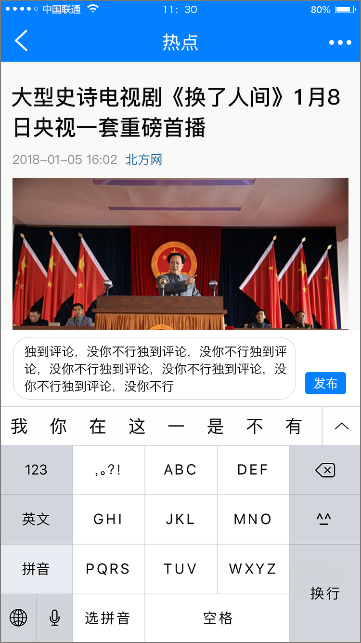 中国联通 11：30 80%
热点
大型史诗电视剧《换了人间》1月8
日央视一套重磅首播
2018-01-05 16:02 北方网
独到评论，没你不行独到评论，没你不行独到评
论，没你不行独到评论，没你不行独到评论，没
你不行独到评论，没你不行
发布
我 你 在 这 一 是 不 有
123 ,。?! ABC DEF
英文 GHI JKL MNO ^^
拼音 PQRS TUV WXYZ
换行
选拼音 空格